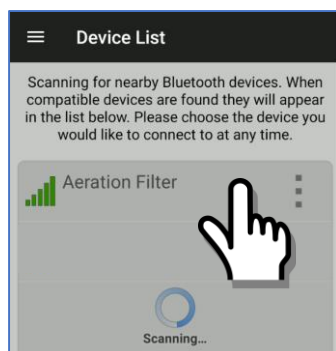 Device List
Scanning for nearby Bluetooth devices. When
compatible devices are found they will appear
in the list below. Please choose the device you
would like to connect to at any time.
Aeration Filter
Scanning...